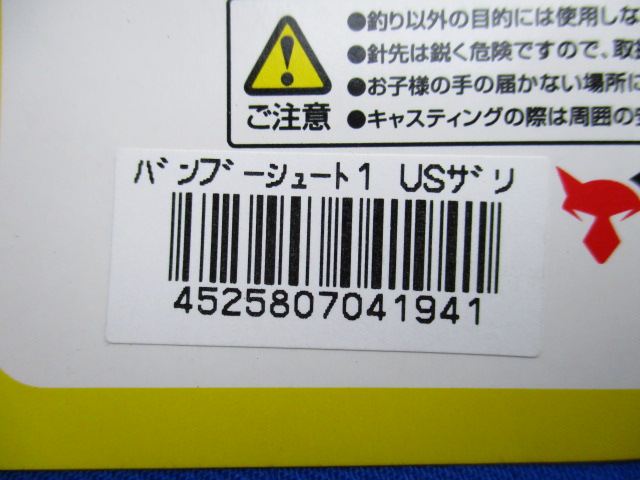 ●釣り以外の目的には使用しな
●針先は鋭く危険ですので、取扱
●お子様の手の届かない場所に
●キャスティングの際は周囲の安
ご注意
バンブーシュート1 USザリ
4525807041941